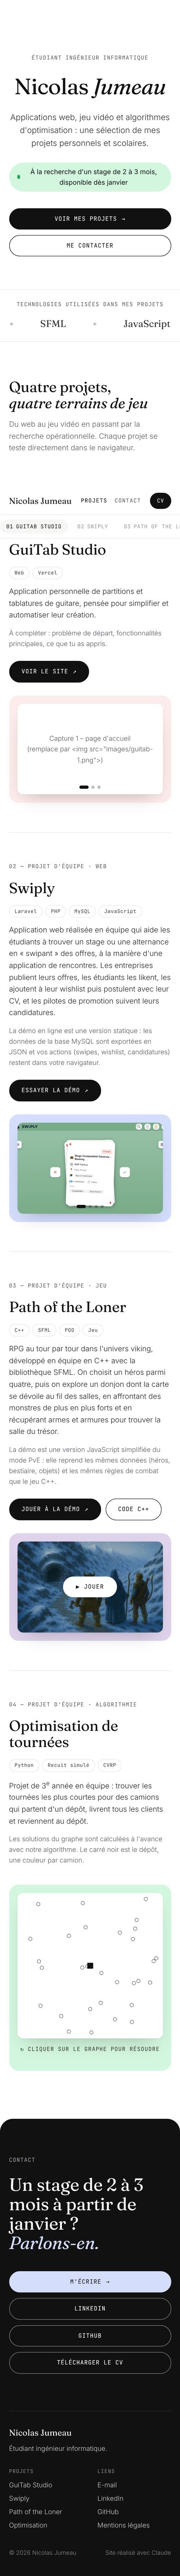 ÉTUDIANT INGÉNIEUR INFORMATIQUE
Nicolas Jumeau
Applications web, jeu vidéo et algorithmes
d'optimisation : une sélection de mes
projets personnels et scolaires.
À la recherche d'un stage de 2 à 3 mois,
disponible dès janvier
VOIR MES PROJETS →
ME CONTACTER
TECHNOLOGIES UTILISÉES DANS MES PROJETS
SFML
JavaScript
Quatre projets,
quatre terrains de jeu
Du web au jeu vidéo en passant par la
recherche opérationnelle. Chaque projet se
teste directement dans le navigateur.
Nicolas Jumeau PROJETS CONTACT CV
01 GUITAB STUDIO 02 SWIPLY 03 PATH OF THE L
GuiTab Studio
Web Vercel
Application personnelle de partitions et
tablatures de guitare, pensée pour simplifier et
automatiser leur création.
À compléter : problème de départ, fonctionnalités
principales, ce que tu as appris.
VOIR LE SITE ↗
Capture 1 – page d'accueil
(remplace par <img src="images/guitab-
1.png">)
02 — PROJET D'ÉQUIPE · WEB
Swiply
Laravel PHP MySQL JavaScript
Application web réalisée en équipe qui aide les
étudiants à trouver un stage ou une alternance
en « swipant » des offres, à la manière d'une
application de rencontres. Les entreprises
publient leurs offres, les étudiants les likent, les
ajoutent à leur wishlist puis postulent avec leur
CV, et les pilotes de promotion suivent leurs
candidatures.
La démo en ligne est une version statique : les
données de la base MySQL sont exportées en
JSON et vos actions (swipes, wishlist, candidatures)
restent dans votre navigateur.
ESSAYER LA DÉMO ↗
SWIPLY
03 — PROJET D'ÉQUIPE · JEU
Path of the Loner
C++ SFML POO Jeu
RPG au tour par tour dans l'univers viking,
développé en équipe en C++ avec la
bibliothèque SFML. On choisit un héros parmi
quatre, puis on explore un donjon dont la carte
se dévoile au fil des salles, en affrontant des
monstres de plus en plus forts et en
récupérant armes et armures pour trouver la
salle du trésor.
La démo est une version JavaScript simplifiée du
mode PvE : elle reprend les mêmes données (héros,
bestiaire, objets) et les mêmes règles de combat
que le jeu C++.
JOUER À LA DÉMO ↗ CODE C++
▶ JOUER
04 — PROJET D'ÉQUIPE · ALGORITHMIE
Optimisation de
tournées
Python Recuit simulé CVRP
Projet de 3e année en équipe : trouver les
tournées les plus courtes pour des camions
qui partent d'un dépôt, livrent tous les clients
et reviennent au dépôt.
Les solutions du graphe sont calculées à l'avance
avec notre algorithme. Le carré noir est le dépôt,
une couleur par camion.
↻ CLIQUER SUR LE GRAPHE POUR RÉSOUDRE
CONTACT
Un stage de 2 à 3
mois à partir de
janvier ?
Parlons-en.
M'ÉCRIRE →
LINKEDIN
GITHUB
TÉLÉCHARGER LE CV
Nicolas Jumeau
Étudiant ingénieur informatique.
PROJETS LIENS
GuiTab Studio E-mail
Swiply LinkedIn
Path of the Loner GitHub
Optimisation Mentions légales
© 2026 Nicolas Jumeau Site réalisé avec Claude